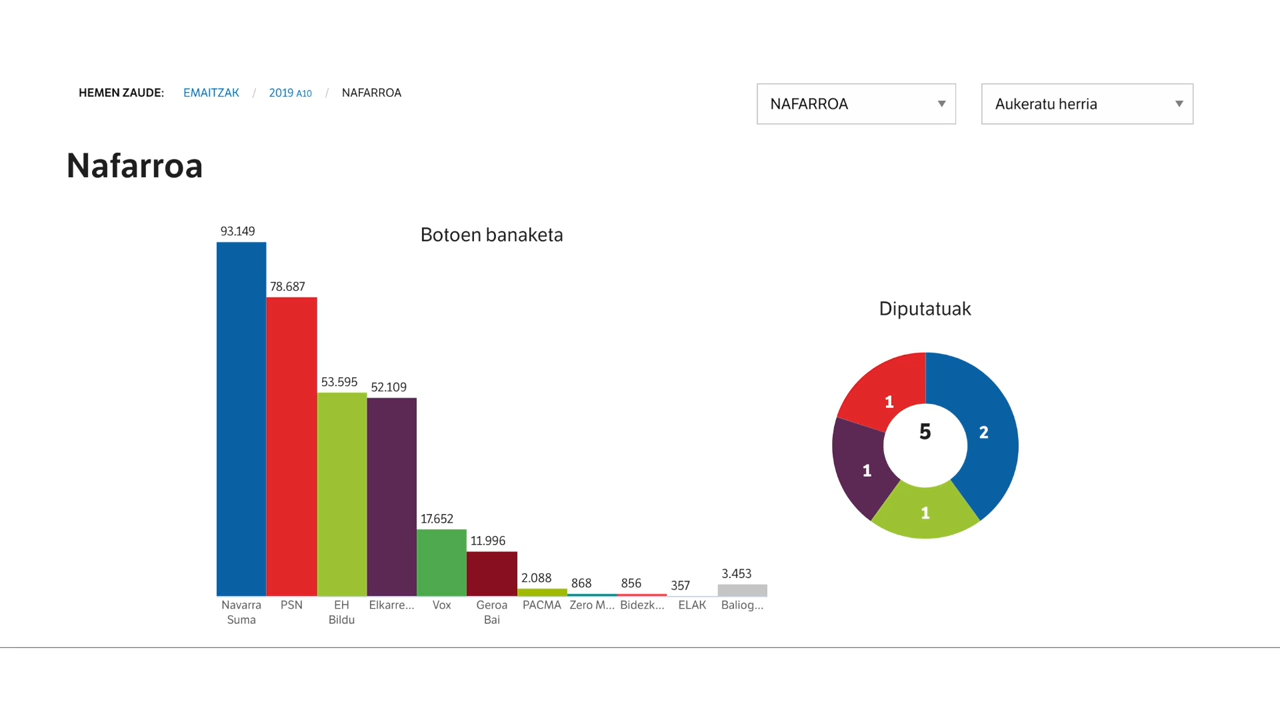 HEMEN ZAUDE: EMAITZAK / 2019 A10 / NAFARROA
NAFARROA
Aukeratu herria
Nafarroa
Botoen banaketa
93.149
78.687
53.595
52.109
17.652
11.996
2.088
868
856
357
3.453
Navarra Suma
PSN
EH Bildu
Elkarre...
Vox
Geroa Bai
PACMA
Zero M...
Bidezk...
ELAK
Baliog...
Diputatuak
1
2
5
1
1